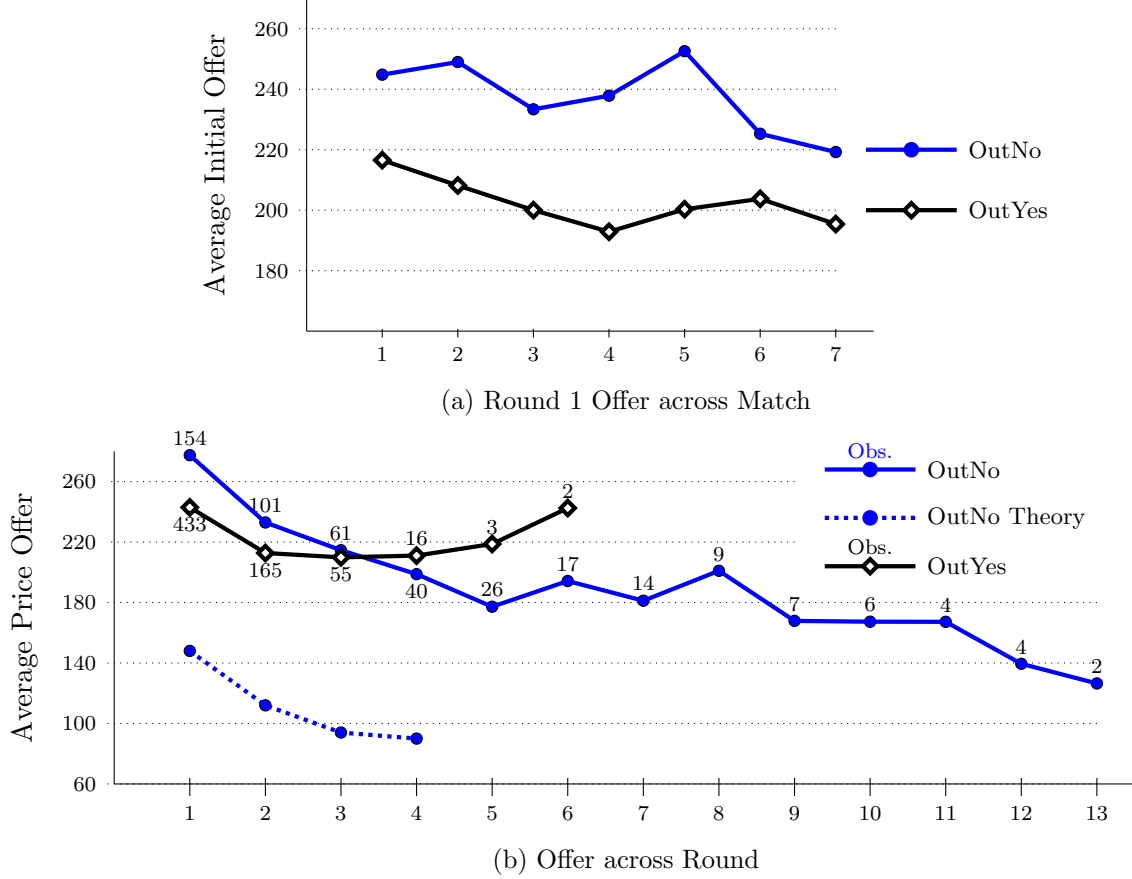 Average Initial Offer
260
240
220
200
180
1 2 3 4 5 6 7
OutNo
OutYes
(a) Round 1 Offer across Match
Average Price Offer
260
220
180
140
100
60
154
101
61
40
26
17
14
9
7
6
4
4
2
433
165
55
16
3
2
Obs.
OutNo
OutNo Theory
Obs.
OutYes
1 2 3 4 5 6 7 8 9 10 11 12 13
(b) Offer across Round